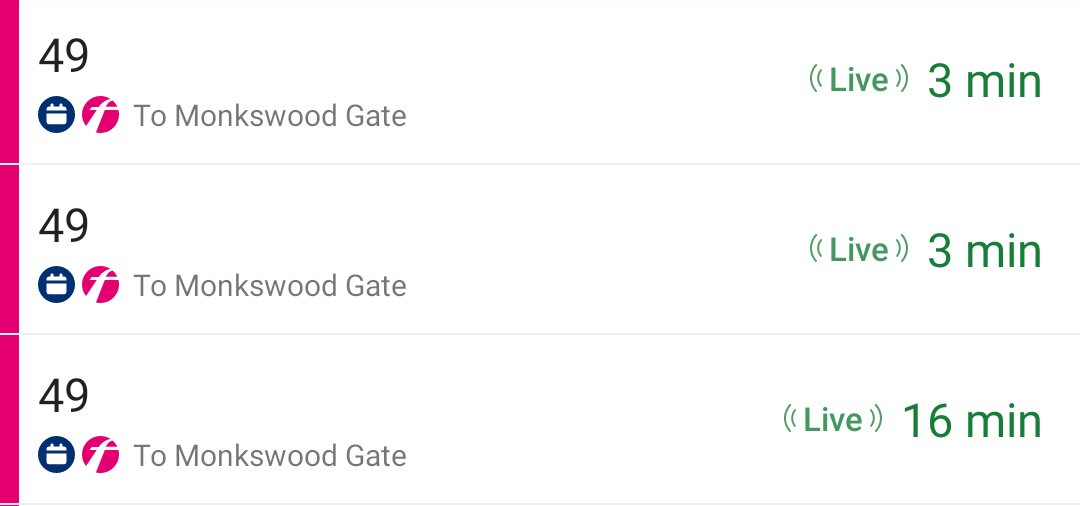 49
((Live)) 3 min
To Monkswood Gate
49
((Live)) 3 min
To Monkswood Gate
49
((Live)) 16 min
To Monkswood Gate